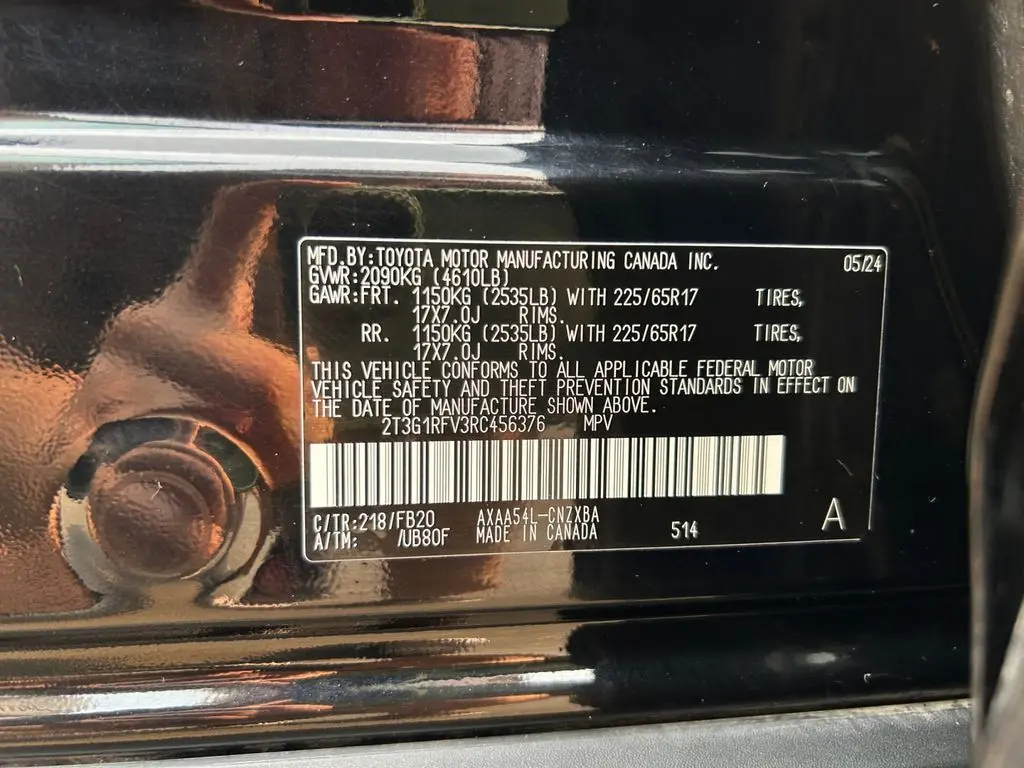 MFD.BY:TOYOTA MOTOR MANUFACTURING CANADA INC. 05/24
GVWR:2090KG (4610LB)
GAWR:FRT. 1150KG (2535LB) WITH 225/65R17 TIRES,
17X7.0J RIMS.
RR. 1150KG (2535LB) WITH 225/65R17 TIRES,
17X7.0J RIMS.
THIS VEHICLE CONFORMS TO ALL APPLICABLE FEDERAL MOTOR
VEHICLE SAFETY AND THEFT PREVENTION STANDARDS IN EFFECT ON
THE DATE OF MANUFACTURE SHOWN ABOVE.
2T3G1RFV3RC456376 MPV
C/TR:218/FB20 AXAA54L-CNZXBA
A/TM: /UB80F MADE IN CANADA 514 A